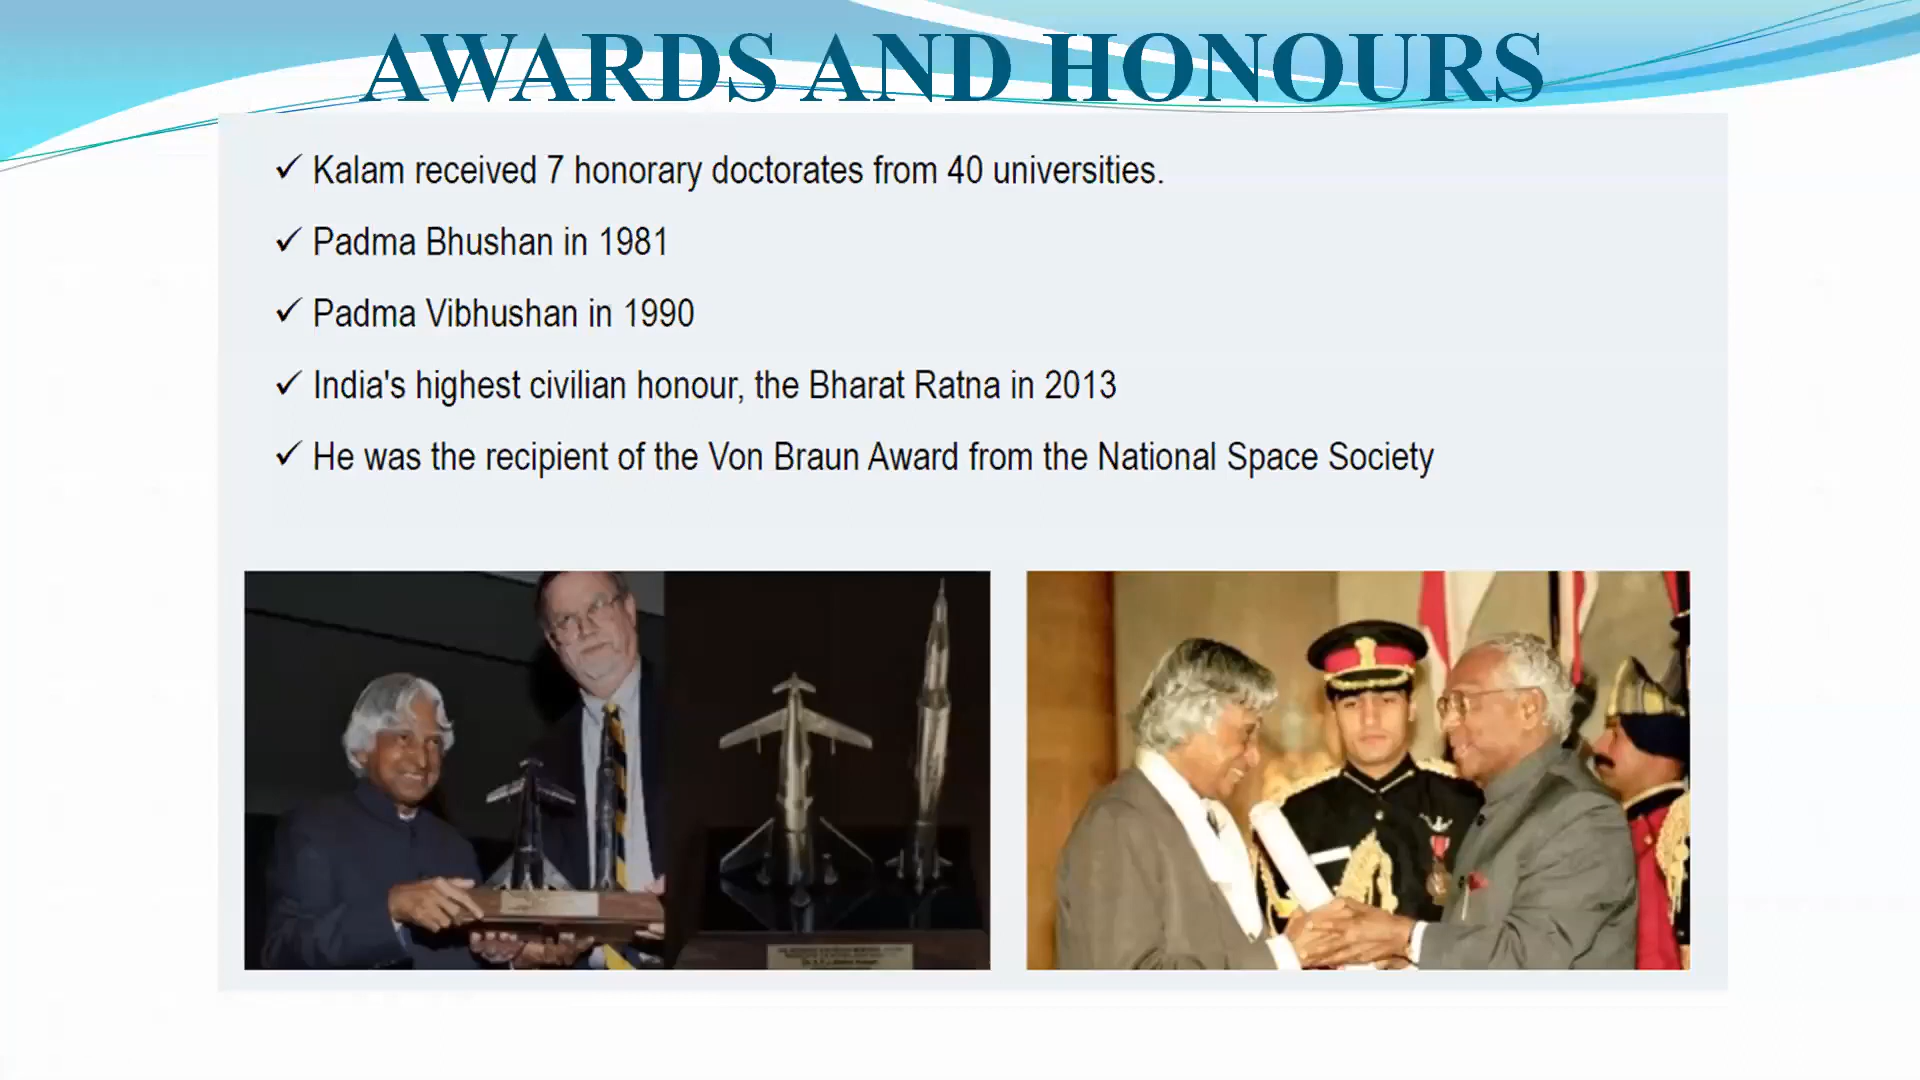 AWARDS AND HONOURS
✓ Kalam received 7 honorary doctorates from 40 universities.
✓ Padma Bhushan in 1981
✓ Padma Vibhushan in 1990
✓ India's highest civilian honour, the Bharat Ratna in 2013
✓ He was the recipient of the Von Braun Award from the National Space Society